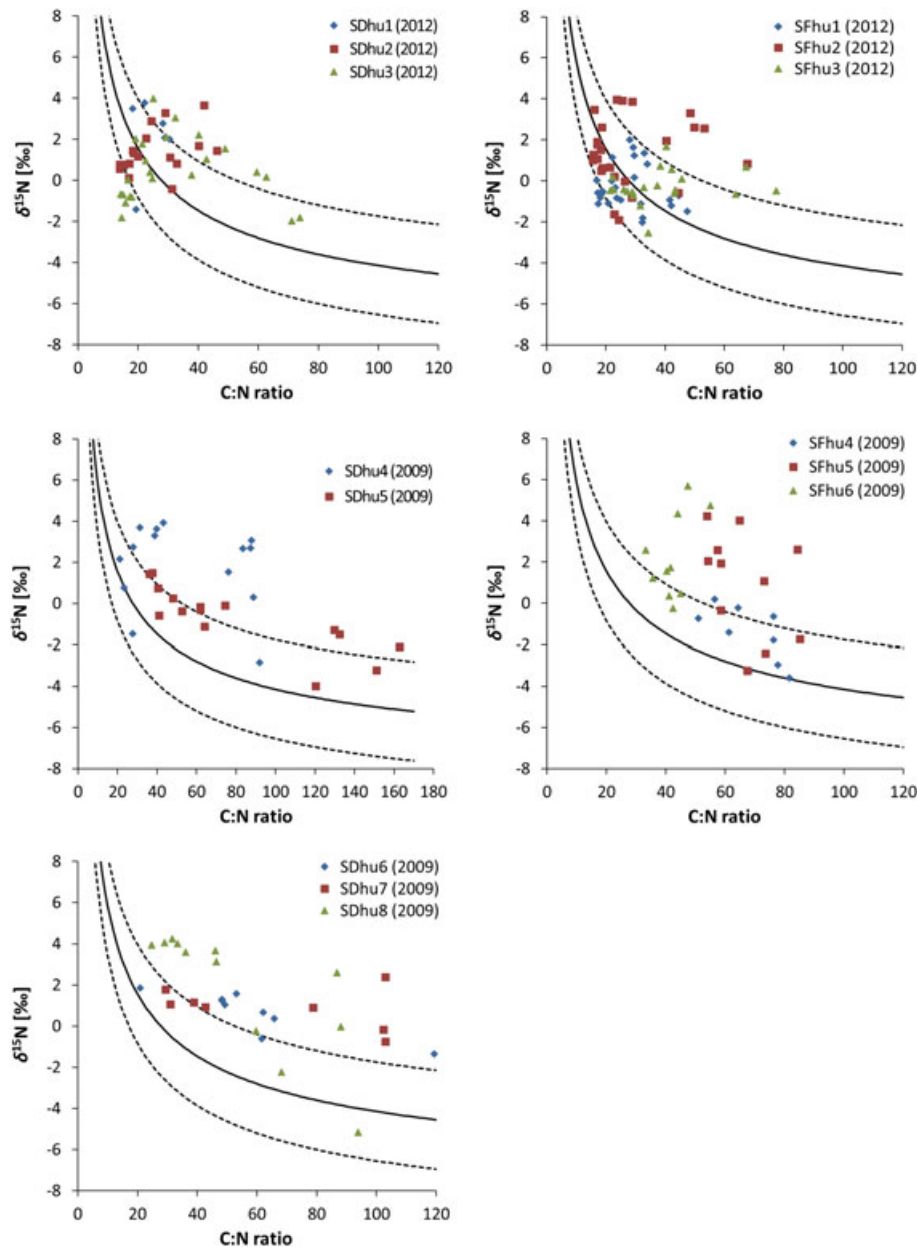 SDhu1 (2012)
SDhu2 (2012)
SDhu3 (2012)
8
6
4
2
0
-2
-4
-6
-8
δ¹⁵N [‰]
0 20 40 60 80 100 120
C:N ratio
SFhu1 (2012)
SFhu2 (2012)
SFhu3 (2012)
8
6
4
2
0
-2
-4
-6
-8
δ¹⁵N [‰]
0 20 40 60 80 100 120
C:N ratio
SDhu4 (2009)
SDhu5 (2009)
8
6
4
2
0
-2
-4
-6
-8
δ¹⁵N [‰]
0 20 40 60 80 100 120 140 160 180
C:N ratio
SFhu4 (2009)
SFhu5 (2009)
SFhu6 (2009)
8
6
4
2
0
-2
-4
-6
-8
δ¹⁵N [‰]
0 20 40 60 80 100 120
C:N ratio
SDhu6 (2009)
SDhu7 (2009)
SDhu8 (2009)
8
6
4
2
0
-2
-4
-6
-8
δ¹⁵N [‰]
0 20 40 60 80 100 120
C:N ratio